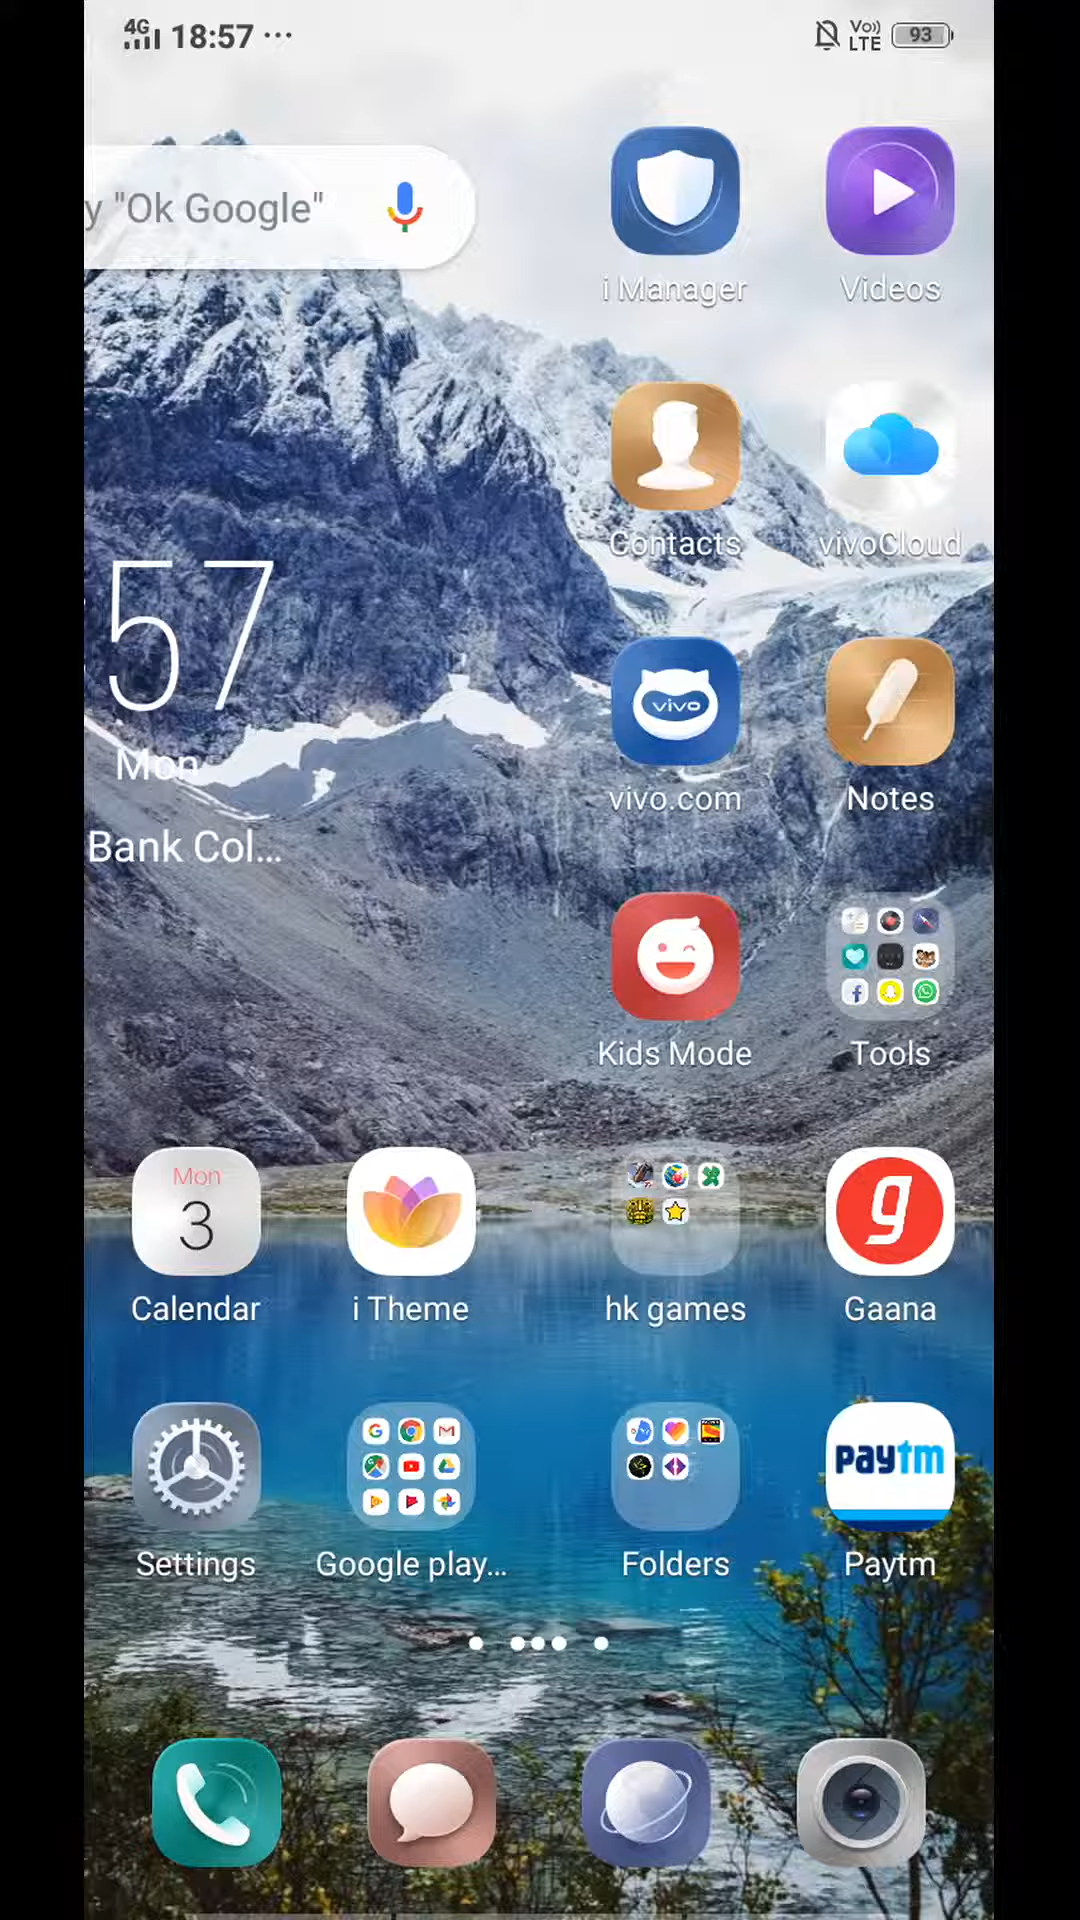 4G 18:57 ... Vo)) LTE 93
y "Ok Google"
i Manager Videos
Contacts vivoCloud
57
vivo
Mon
vivo.com Notes
Bank Col...
Kids Mode Tools
Mon
3
g
Calendar i Theme hk games Gaana
paytm
Settings Google play... Folders Paytm